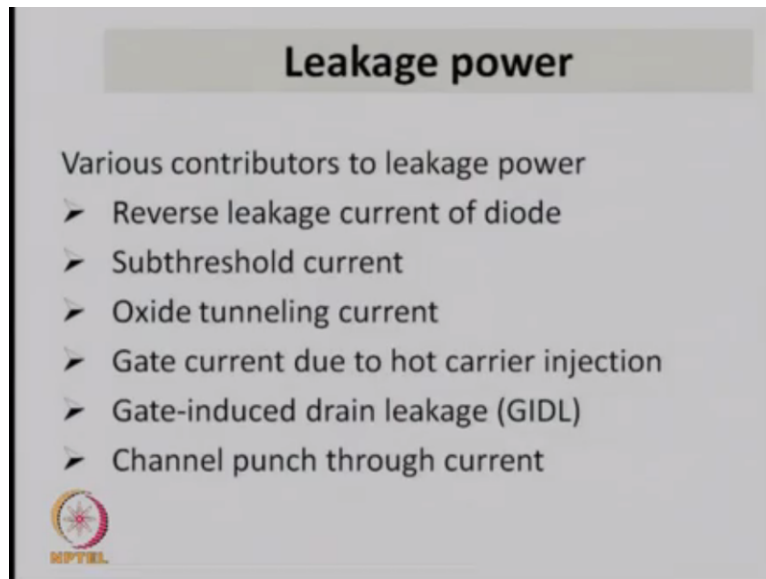 Leakage power
Various contributors to leakage power
➤ Reverse leakage current of diode
➤ Subthreshold current
➤ Oxide tunneling current
➤ Gate current due to hot carrier injection
➤ Gate-induced drain leakage (GIDL)
➤ Channel punch through current
NPTEL